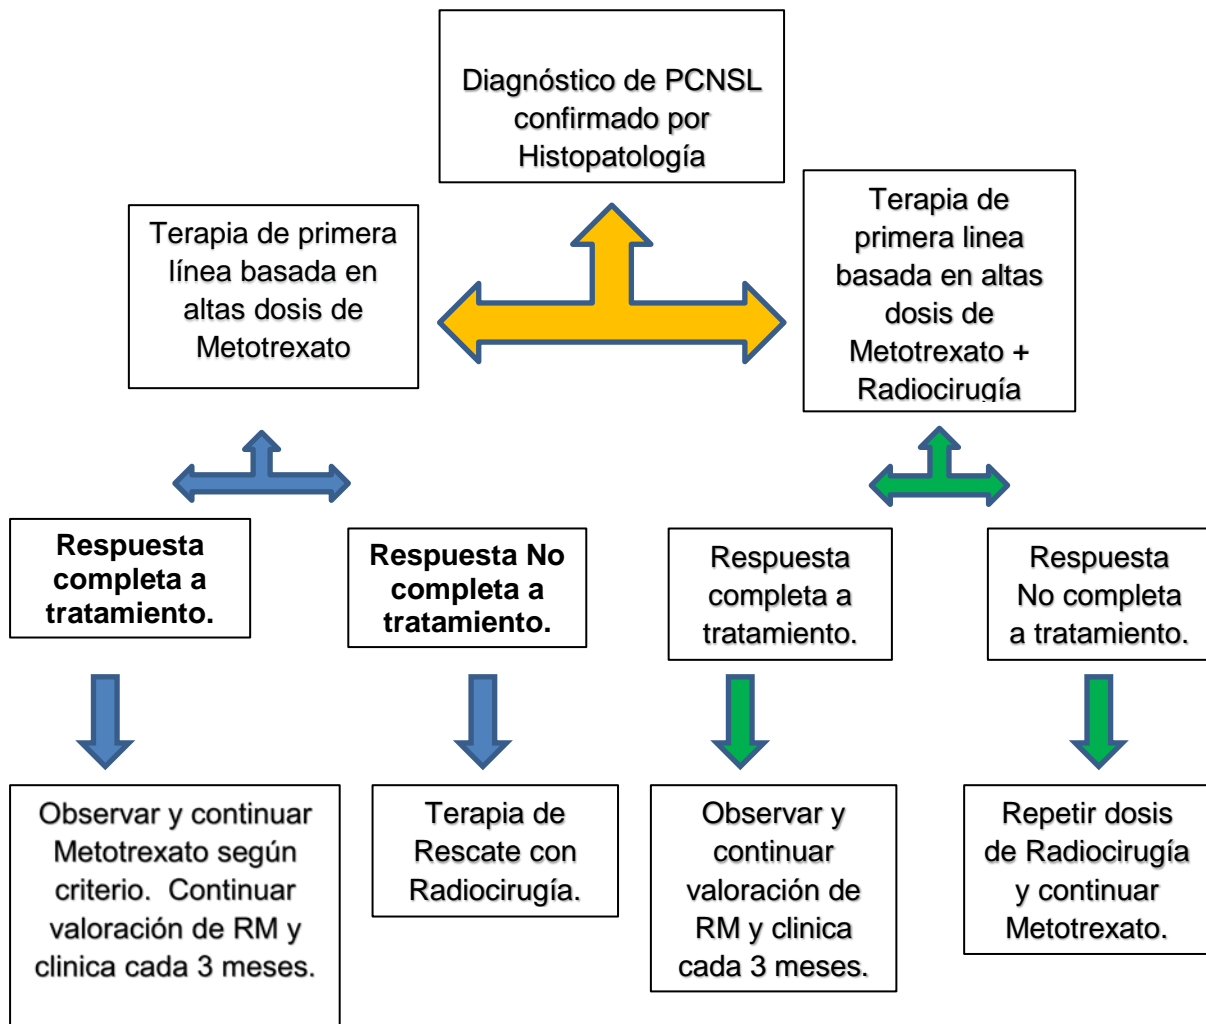 Diagnóstico de PCNSL
confirmado por
Histopatología
Terapia de primera
línea basada en
altas dosis de
Metotrexato
Terapia de
primera linea
basada en altas
dosis de
Metotrexato +
Radiocirugía
Respuesta
completa a
tratamiento.
Respuesta No
completa a
tratamiento.
Respuesta
completa a
tratamiento.
Respuesta
No completa
a tratamiento.
Observar y continuar
Metotrexato según
criterio. Continuar
valoración de RM y
clinica cada 3 meses.
Terapia de
Rescate con
Radiocirugía.
Observar y
continuar
valoración de
RM y clinica
cada 3 meses.
Repetir dosis
de Radiocirugía
y continuar
Metotrexato.